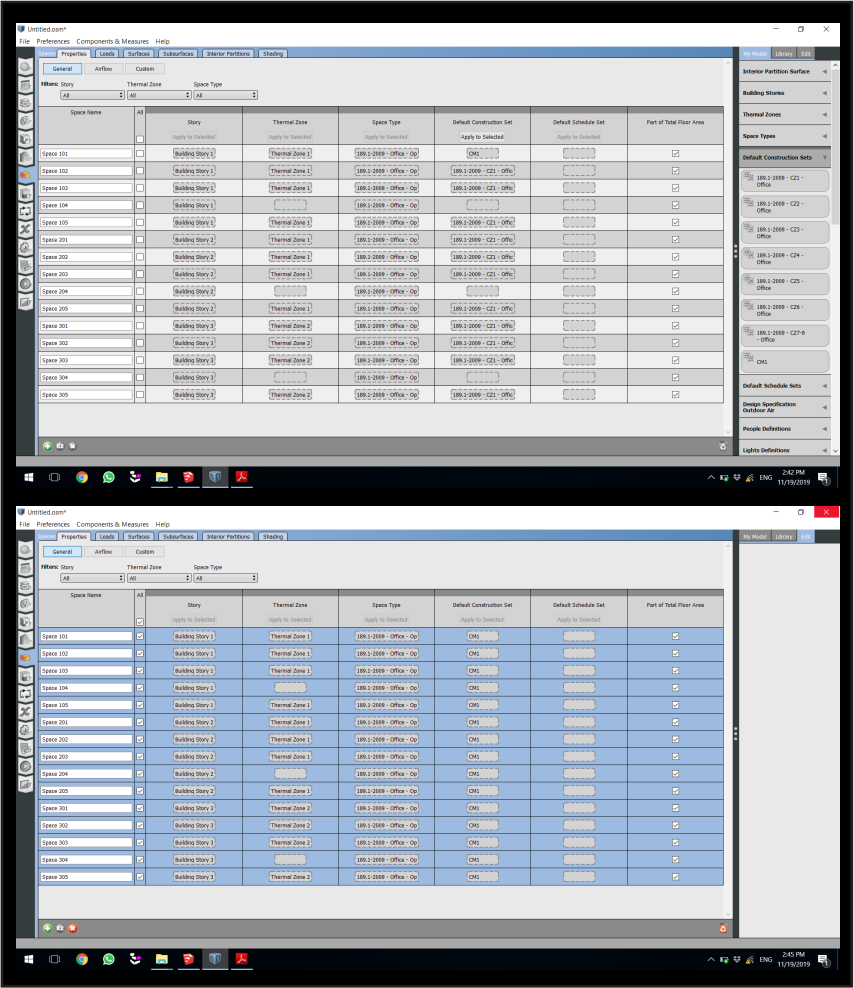 Untitled.osm*
File Preferences Components & Measures Help
Spaces Properties Loads Surfaces Subsurfaces Interior Partitions Shading My Model Library Edit
General Airflow Custom
Filters: Story Thermal Zone Space Type
All All All
Space Name All
Story Thermal Zone Space Type Default Construction Set Default Schedule Set Part of Total Floor Area
Apply to Selected Apply to Selected Apply to Selected Apply to Selected Apply to Selected
Space 101 Building Story 1 Thermal Zone 1 189.1-2009 - Office - Op CM1
Space 102 Building Story 1 Thermal Zone 1 189.1-2009 - Office - Op 189.1-2009 - CZ1 - Offic
Space 103 Building Story 1 Thermal Zone 1 189.1-2009 - Office - Op 189.1-2009 - CZ1 - Offic
Space 104 Building Story 1 189.1-2009 - Office - Op
Space 105 Building Story 1 Thermal Zone 1 189.1-2009 - Office - Op 189.1-2009 - CZ1 - Offic
Space 201 Building Story 2 Thermal Zone 1 189.1-2009 - Office - Op 189.1-2009 - CZ1 - Offic
Space 202 Building Story 2 Thermal Zone 1 189.1-2009 - Office - Op 189.1-2009 - CZ1 - Offic
Space 203 Building Story 2 Thermal Zone 1 189.1-2009 - Office - Op 189.1-2009 - CZ1 - Offic
Space 204 Building Story 2 189.1-2009 - Office - Op
Space 205 Building Story 2 Thermal Zone 1 189.1-2009 - Office - Op 189.1-2009 - CZ1 - Offic
Space 301 Building Story 3 Thermal Zone 2 189.1-2009 - Office - Op 189.1-2009 - CZ1 - Offic
Space 302 Building Story 3 Thermal Zone 2 189.1-2009 - Office - Op 189.1-2009 - CZ1 - Offic
Space 303 Building Story 3 Thermal Zone 2 189.1-2009 - Office - Op 189.1-2009 - CZ1 - Offic
Space 304 Building Story 3 189.1-2009 - Office - Op
Space 305 Building Story 3 Thermal Zone 2 189.1-2009 - Office - Op 189.1-2009 - CZ1 - Offic
Interior Partition Surface
Building Stories
Thermal Zones
Space Types
Default Construction Sets
189.1-2009 - CZ1 -
Office
189.1-2009 - CZ2 -
Office
189.1-2009 - CZ3 -
Office
189.1-2009 - CZ4 -
Office
189.1-2009 - CZ5 -
Office
189.1-2009 - CZ6 -
Office
189.1-2009 - CZ7-8
- Office
CM1
Default Schedule Sets
Design Specification
Outdoor Air
People Definitions
Lights Definitions
ENG 2:42 PM
11/19/2019
1
Untitled.osm*
File Preferences Components & Measures Help
Spaces Properties Loads Surfaces Subsurfaces Interior Partitions Shading My Model Library Edit
General Airflow Custom
Filters: Story Thermal Zone Space Type
All All All
Space Name All
Story Thermal Zone Space Type Default Construction Set Default Schedule Set Part of Total Floor Area
Apply to Selected Apply to Selected Apply to Selected Apply to Selected Apply to Selected
Space 101 Building Story 1 Thermal Zone 1 189.1-2009 - Office - Op CM1
Space 102 Building Story 1 Thermal Zone 1 189.1-2009 - Office - Op CM1
Space 103 Building Story 1 Thermal Zone 1 189.1-2009 - Office - Op CM1
Space 104 Building Story 1 189.1-2009 - Office - Op CM1
Space 105 Building Story 1 Thermal Zone 1 189.1-2009 - Office - Op CM1
Space 201 Building Story 2 Thermal Zone 1 189.1-2009 - Office - Op CM1
Space 202 Building Story 2 Thermal Zone 1 189.1-2009 - Office - Op CM1
Space 203 Building Story 2 Thermal Zone 1 189.1-2009 - Office - Op CM1
Space 204 Building Story 2 189.1-2009 - Office - Op CM1
Space 205 Building Story 2 Thermal Zone 1 189.1-2009 - Office - Op CM1
Space 301 Building Story 3 Thermal Zone 2 189.1-2009 - Office - Op CM1
Space 302 Building Story 3 Thermal Zone 2 189.1-2009 - Office - Op CM1
Space 303 Building Story 3 Thermal Zone 2 189.1-2009 - Office - Op CM1
Space 304 Building Story 3 189.1-2009 - Office - Op CM1
Space 305 Building Story 3 Thermal Zone 2 189.1-2009 - Office - Op CM1
ENG 2:45 PM
11/19/2019
1